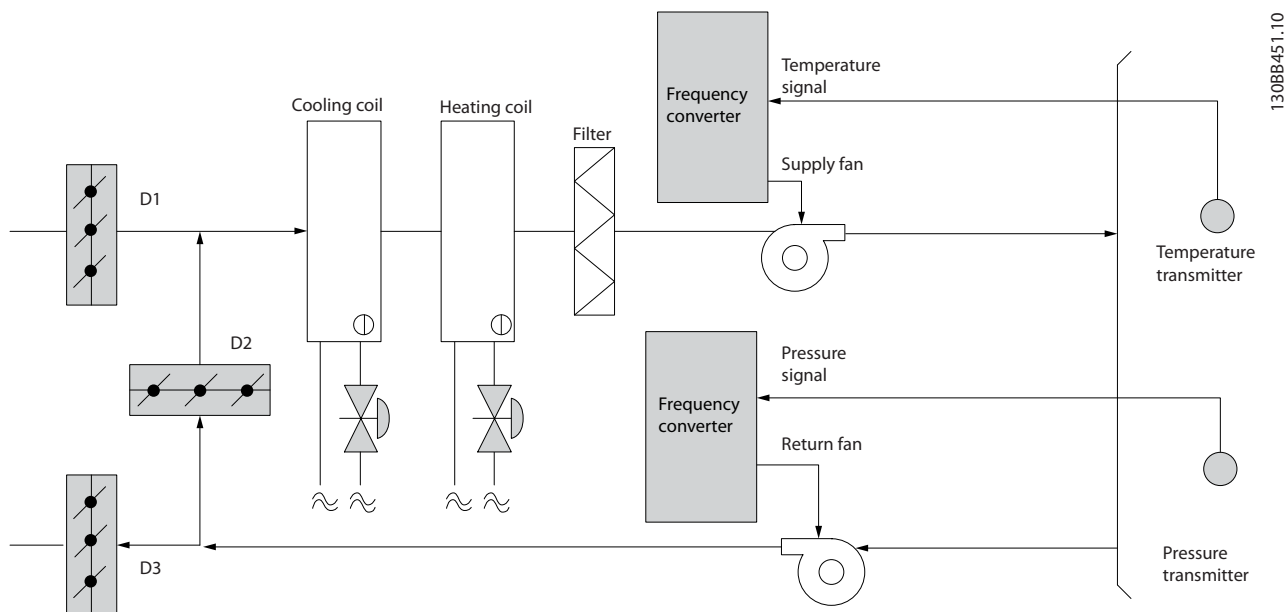 130BB451.10
Temperature
signal
Frequency
converter
Cooling coil
Heating coil
Filter
Supply fan
D1
Temperature
transmitter
D2
Pressure
signal
Frequency
converter
Return fan
D3
Pressure
transmitter